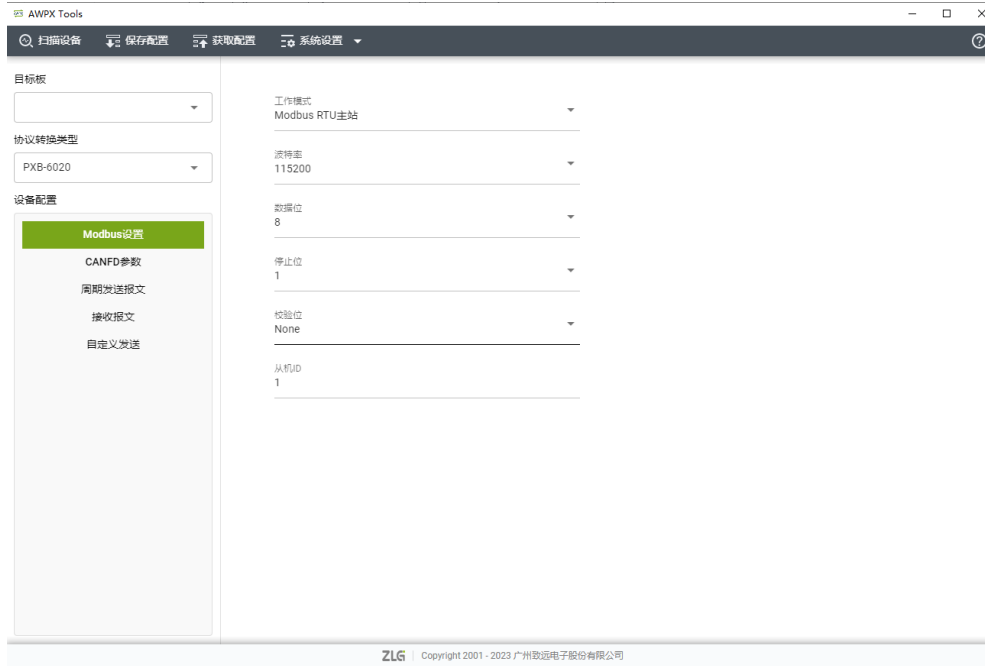 AWPX Tools
扫描设备 保存配置 获取配置 系统设置
目标板
协议转换类型
PXB-6020
设备配置
Modbus设置
CANFD参数
周期发送报文
接收报文
自定义发送
工作模式
Modbus RTU主站
波特率
115200
数据位
8
停止位
1
校验位
None
从机ID
1
ZLG Copyright 2001 - 2023 广州致远电子股份有限公司